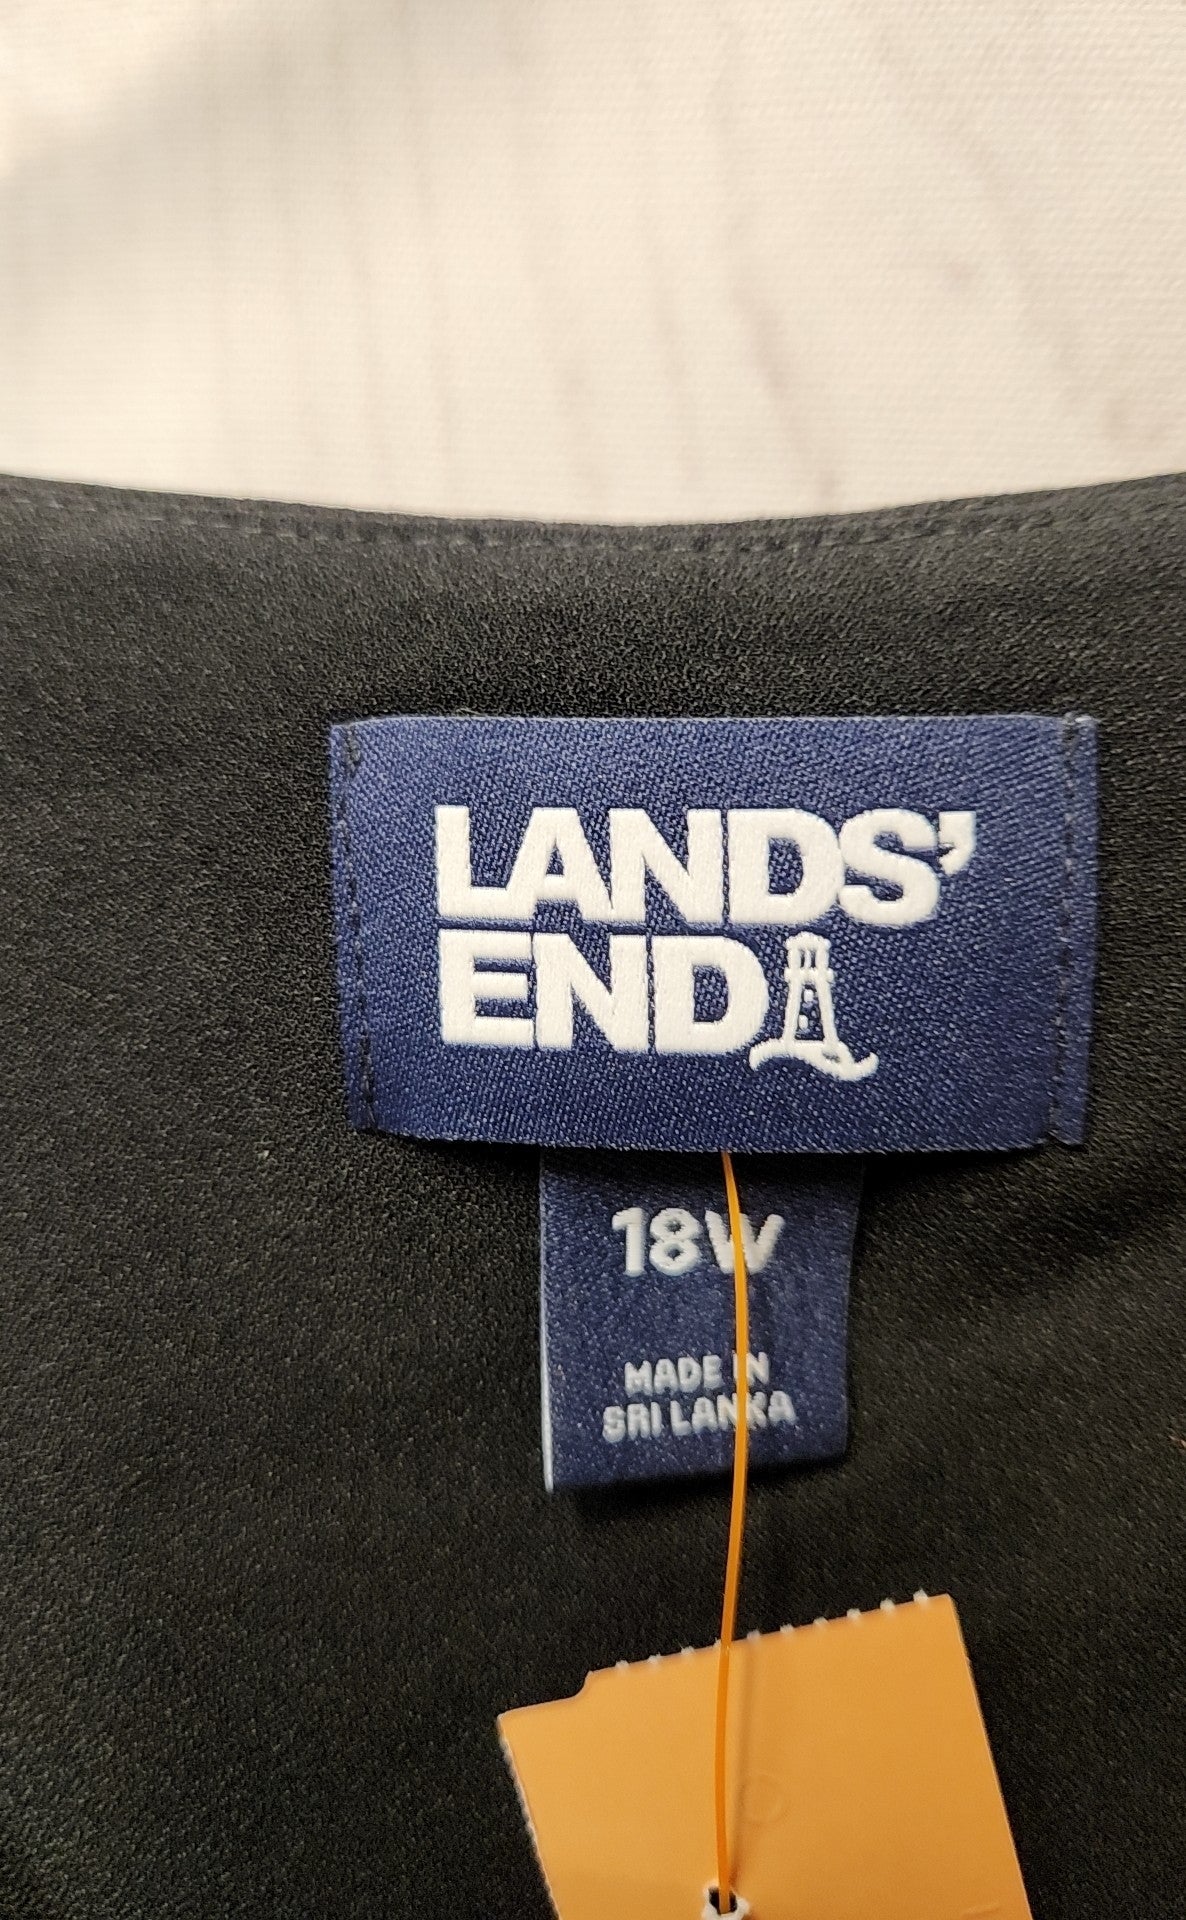 LANDS'
END
18W
MADE IN
SRI LANKA